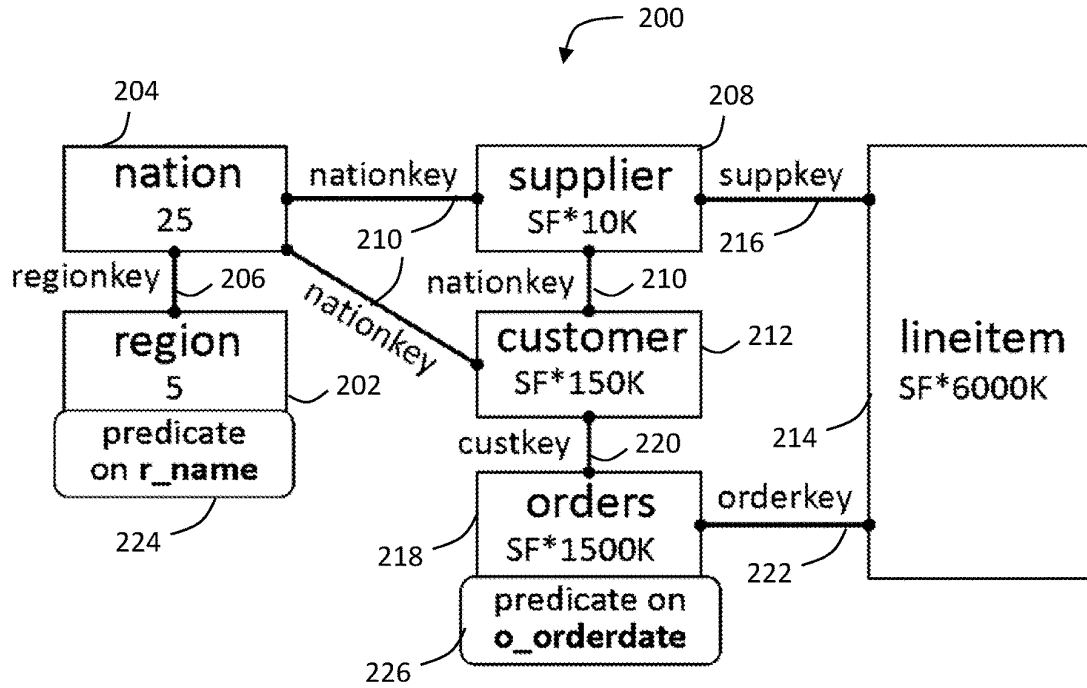 200
204
208
nation
25
nationkey
supplier
SF*10K
suppkey
210
216
regionkey
206
nationkey
nationkey
210
region
5
202
customer
SF*150K
212
lineitem
SF*6000K
214
predicate
on r_name
224
custkey
220
orders
SF*1500K
218
orderkey
222
predicate on
o_orderdate
226